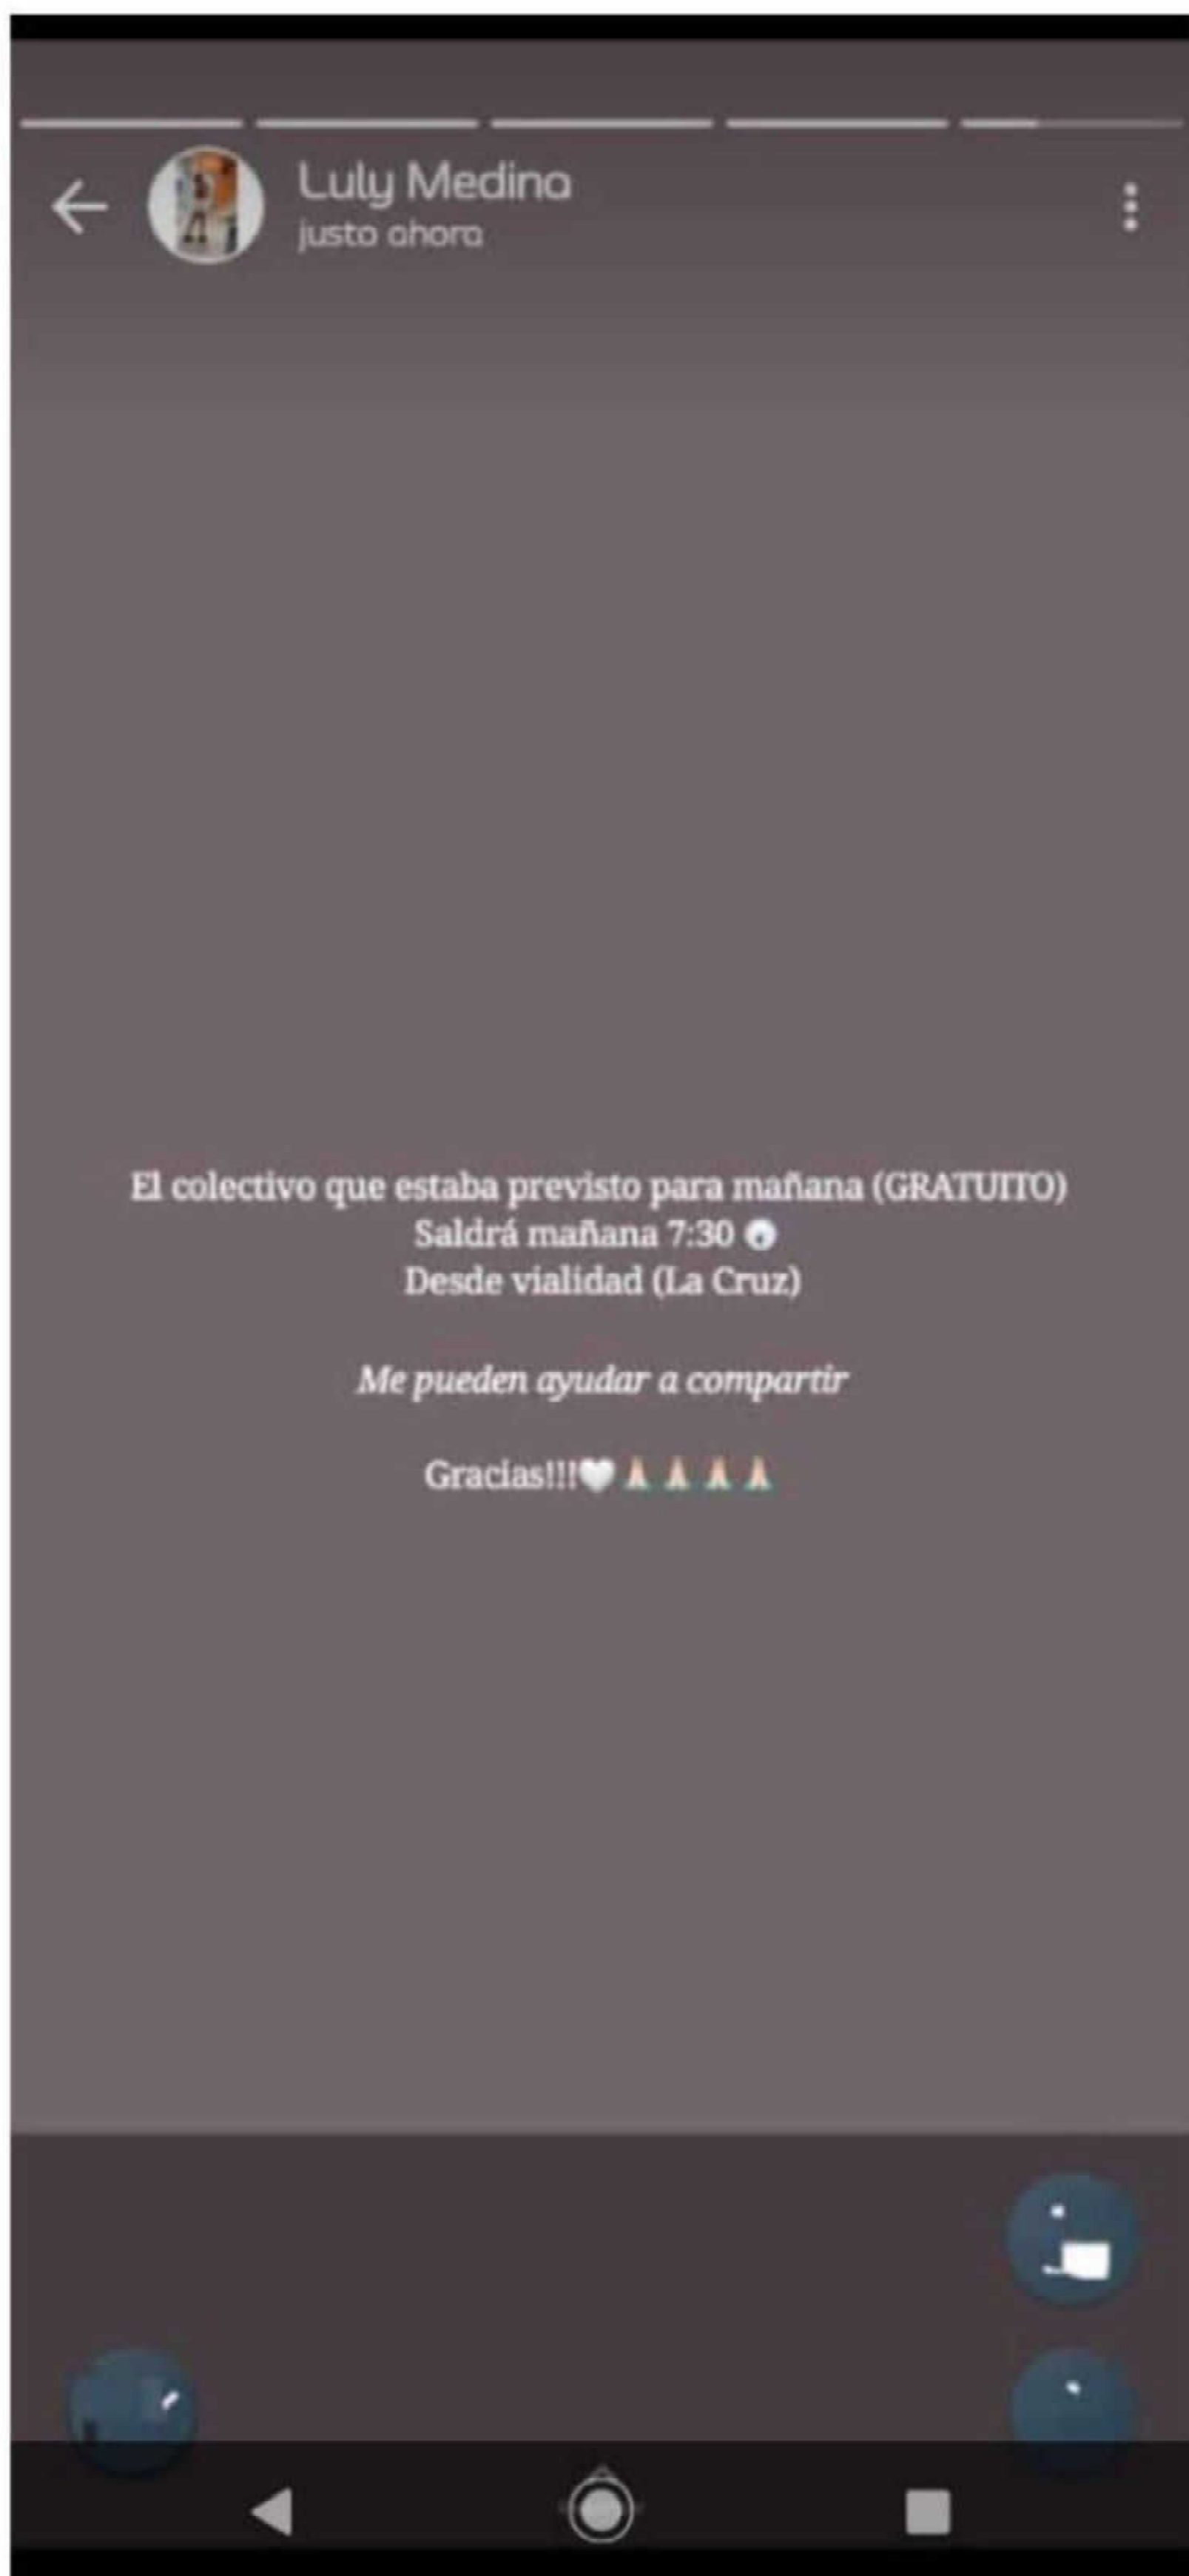 Luly Medina
justo ahora
El colectivo que estaba previsto para mañana (GRATUITO)
Saldrá mañana 7:30
Desde vialidad (La Cruz)
Me pueden ayudar a compartir
Gracias!!!🤍🙏🏻🙏🏻🙏🏻🙏🏻